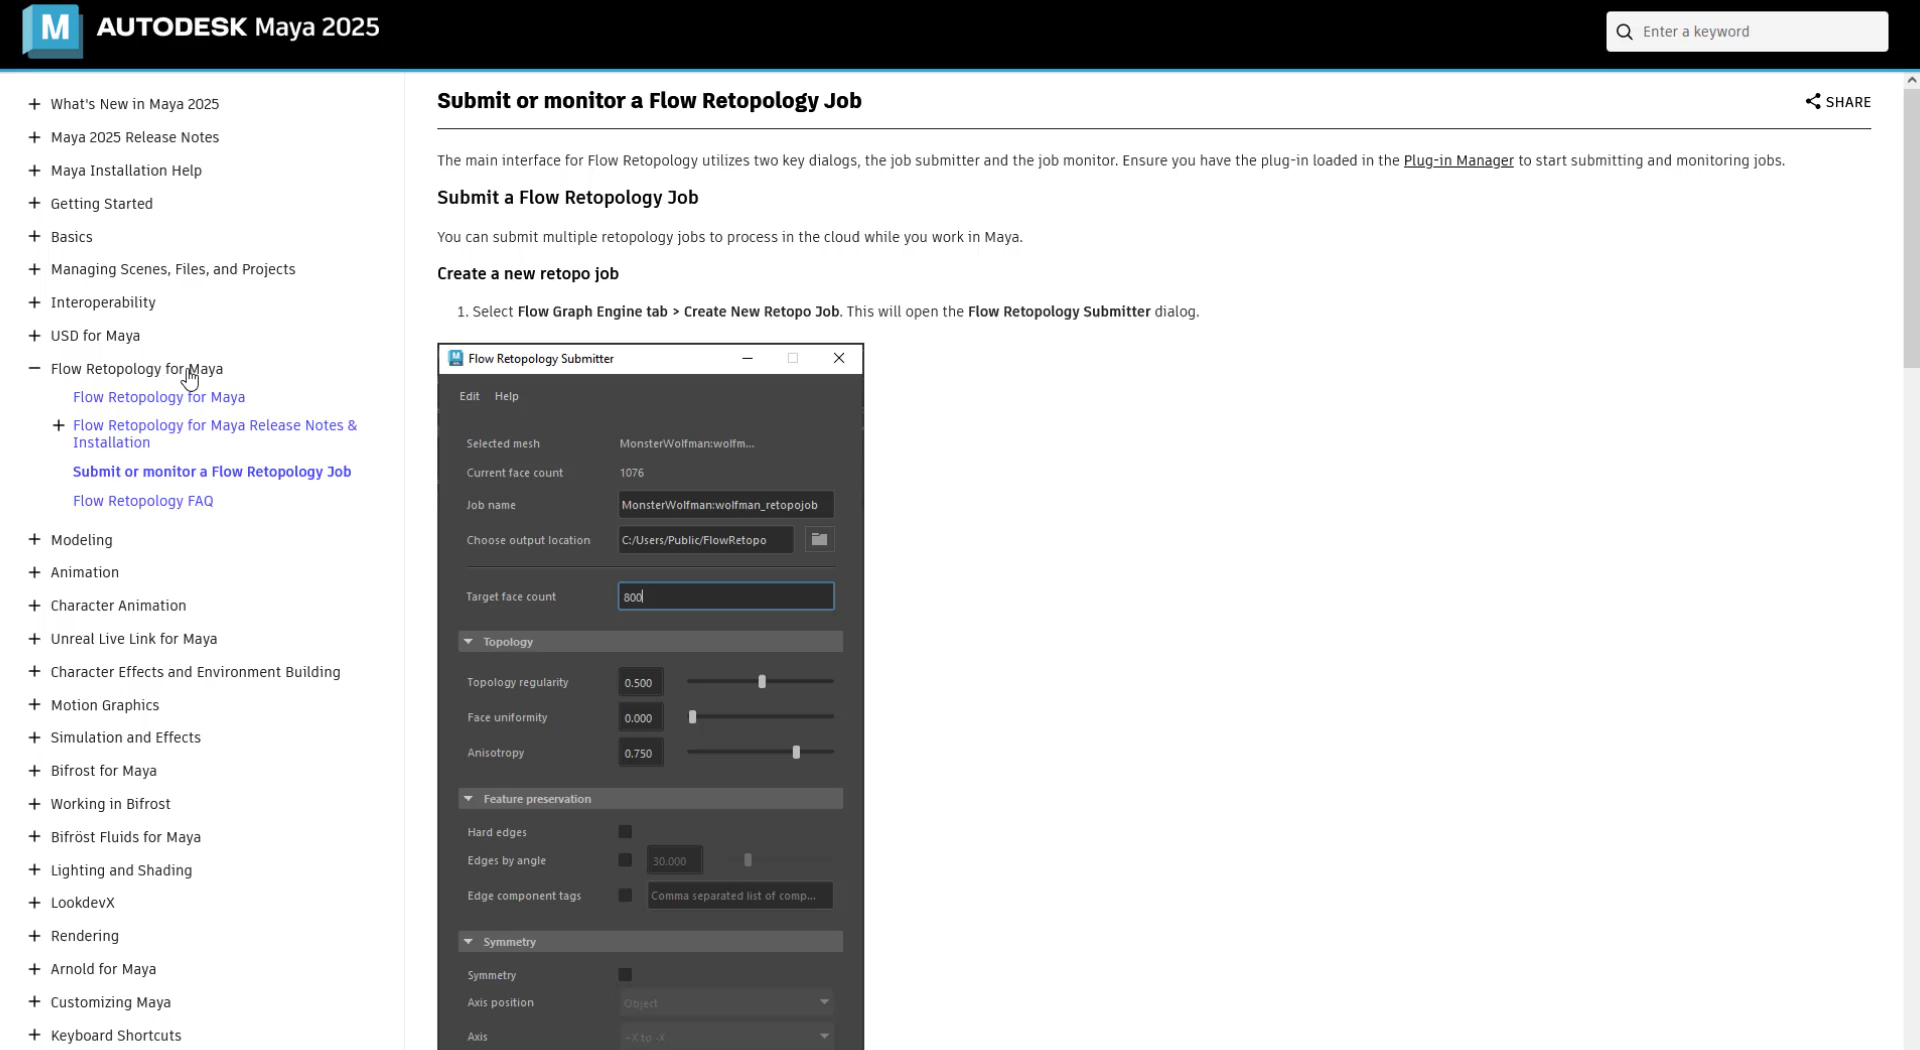 M AUTODESK Maya 2025
Enter a keyword
What's New in Maya 2025
Maya 2025 Release Notes
Maya Installation Help
Getting Started
Basics
Managing Scenes, Files, and Projects
Interoperability
USD for Maya
Flow Retopology for Maya
Flow Retopology for Maya
Flow Retopology for Maya Release Notes &
Installation
Submit or monitor a Flow Retopology Job
Flow Retopology FAQ
Modeling
Animation
Character Animation
Unreal Live Link for Maya
Character Effects and Environment Building
Motion Graphics
Simulation and Effects
Bifrost for Maya
Working in Bifrost
Bifröst Fluids for Maya
Lighting and Shading
LookdevX
Rendering
Arnold for Maya
Customizing Maya
Keyboard Shortcuts
Submit or monitor a Flow Retopology Job
SHARE
The main interface for Flow Retopology utilizes two key dialogs, the job submitter and the job monitor. Ensure you have the plug-in loaded in the Plug-in Manager to start submitting and monitoring jobs.
Submit a Flow Retopology Job
You can submit multiple retopology jobs to process in the cloud while you work in Maya.
Create a new retopo job
1. Select Flow Graph Engine tab > Create New Retopo Job. This will open the Flow Retopology Submitter dialog.
M Flow Retopology Submitter
Edit Help
Selected mesh MonsterWolfman:wolfm...
Current face count 1076
Job name MonsterWolfman:wolfman_retopojob
Choose output location C:/Users/Public/FlowRetopo
Target face count 800
Topology
Topology regularity 0.500
Face uniformity 0.000
Anisotropy 0.750
Feature preservation
Hard edges
Edges by angle 30.000
Edge component tags Comma separated list of comp...
Symmetry
Symmetry
Axis position Object
Axis +X to -X